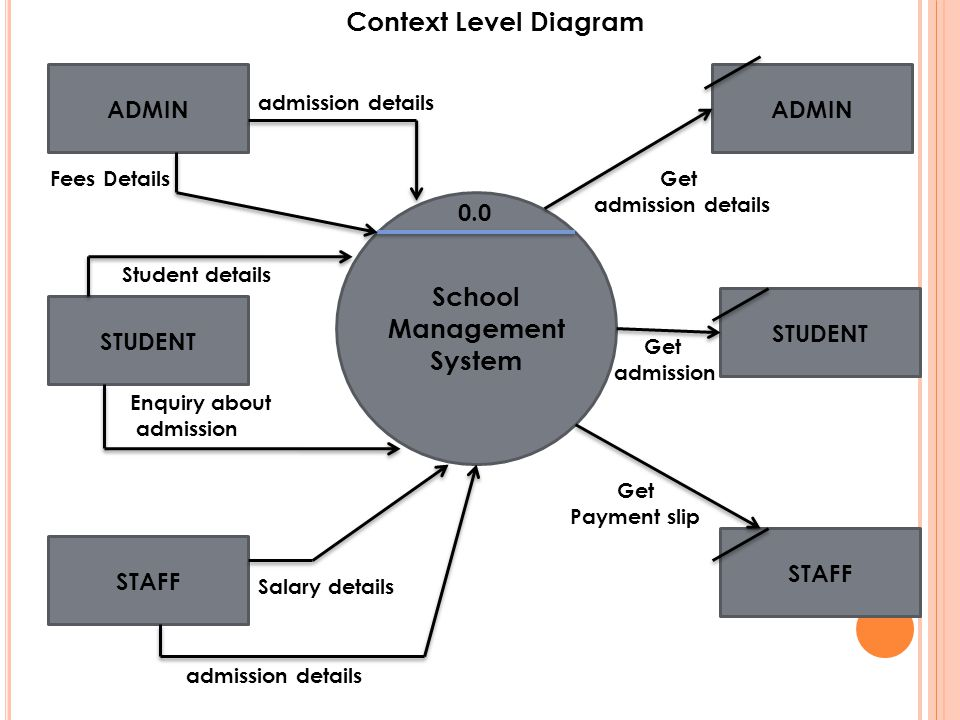 Context Level Diagram
ADMIN
admission details
ADMIN
Fees Details
Get
admission details
0.0
Student details
School
Management
System
STUDENT
STUDENT
Get
admission
Enquiry about
admission
Get
Payment slip
STAFF
Salary details
STAFF
admission details